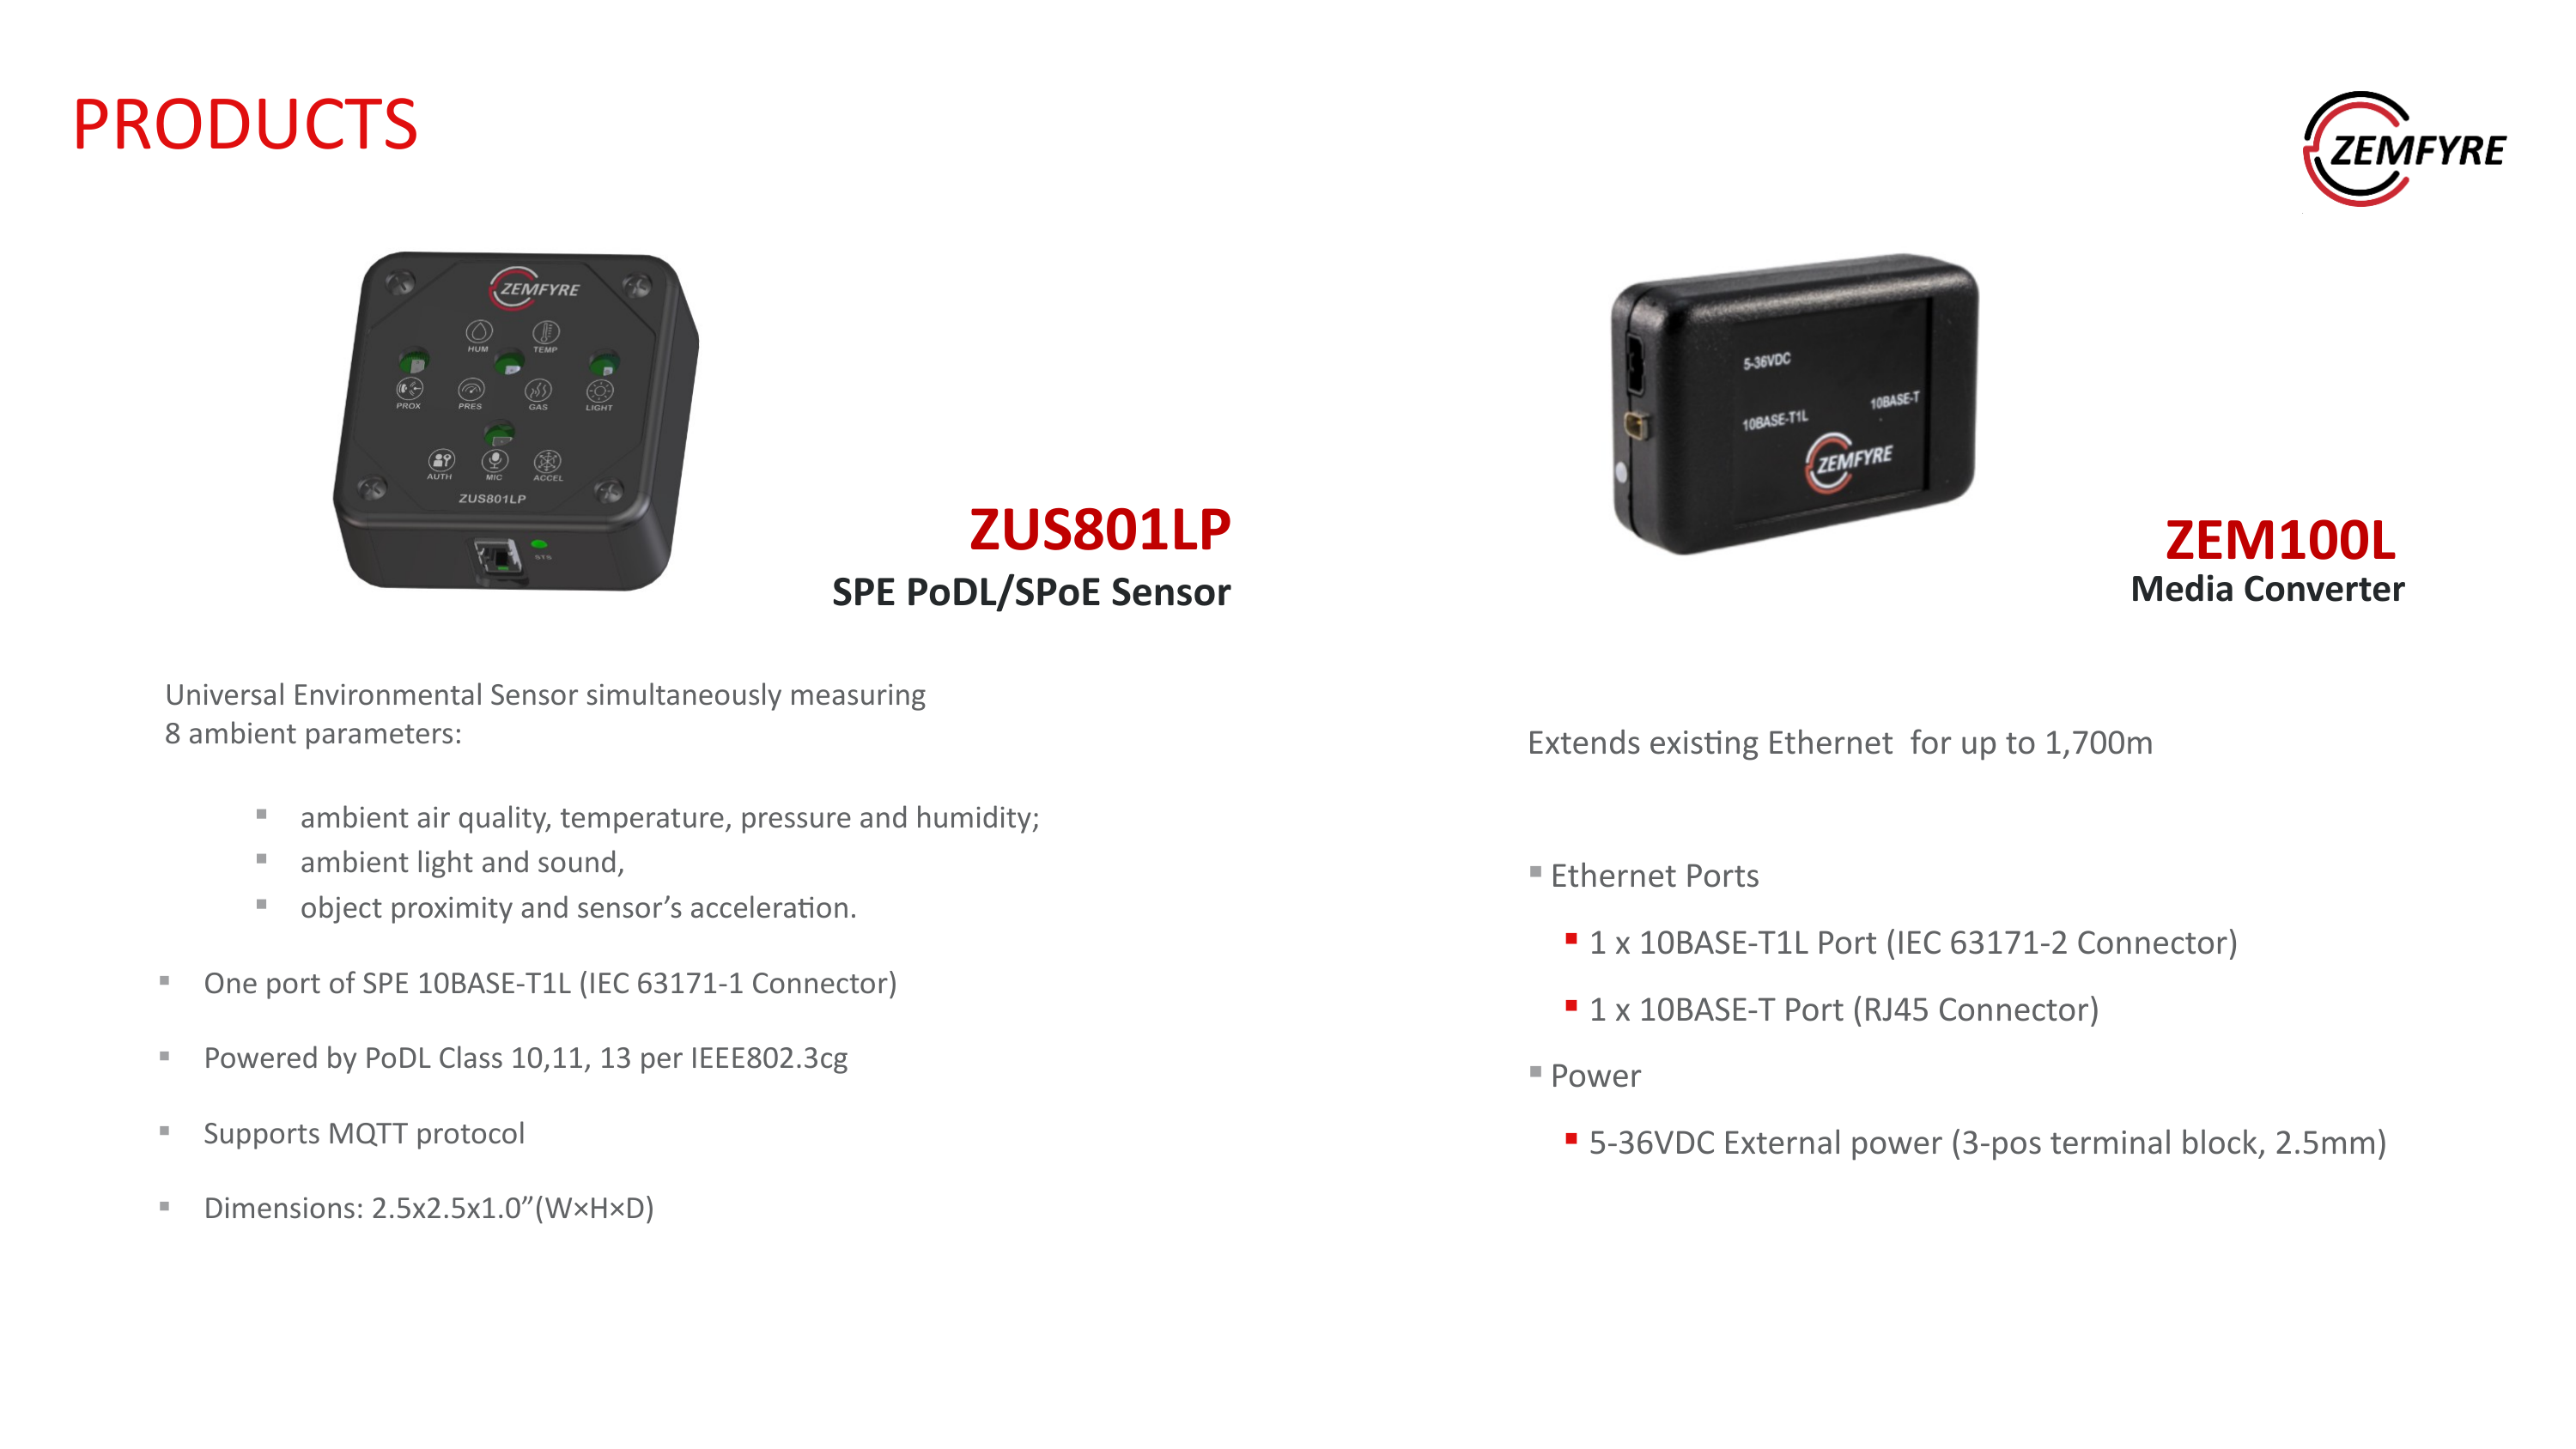 PRODUCTS
ZEMFYRE
ZEMFYRE
HUM TEMP
PROX PRES GAS LIGHT
AUTH MIC ACCEL
ZUS801LP
STS
ZUS801LP
SPE PoDL/SPoE Sensor
Universal Environmental Sensor simultaneously measuring
8 ambient parameters:
▪ ambient air quality, temperature, pressure and humidity;
▪ ambient light and sound,
▪ object proximity and sensor’s acceleration.
▪ One port of SPE 10BASE-T1L (IEC 63171-1 Connector)
▪ Powered by PoDL Class 10,11, 13 per IEEE802.3cg
▪ Supports MQTT protocol
▪ Dimensions: 2.5x2.5x1.0”(W×H×D)
5-36VDC
10BASE-T1L 10BASE-T
ZEMFYRE
ZEM100L
Media Converter
Extends existing Ethernet  for up to 1,700m
▪ Ethernet Ports
▪ 1 x 10BASE-T1L Port (IEC 63171-2 Connector)
▪ 1 x 10BASE-T Port (RJ45 Connector)
▪ Power
▪ 5-36VDC External power (3-pos terminal block, 2.5mm)